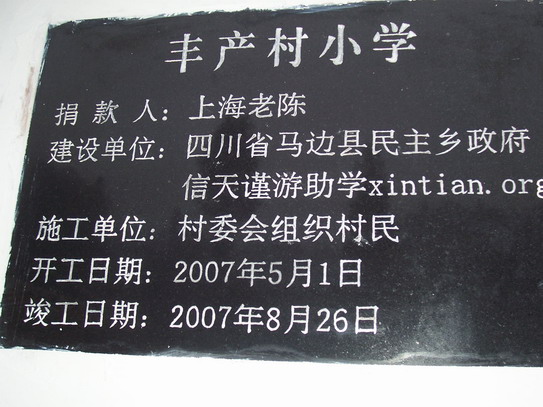 丰产村小学
捐款人：上海老陈
建设单位：四川省马边县民主乡政府
信天谨游助学xintian.org
施工单位：村委会组织村民
开工日期：2007年5月1日
竣工日期：2007年8月26日